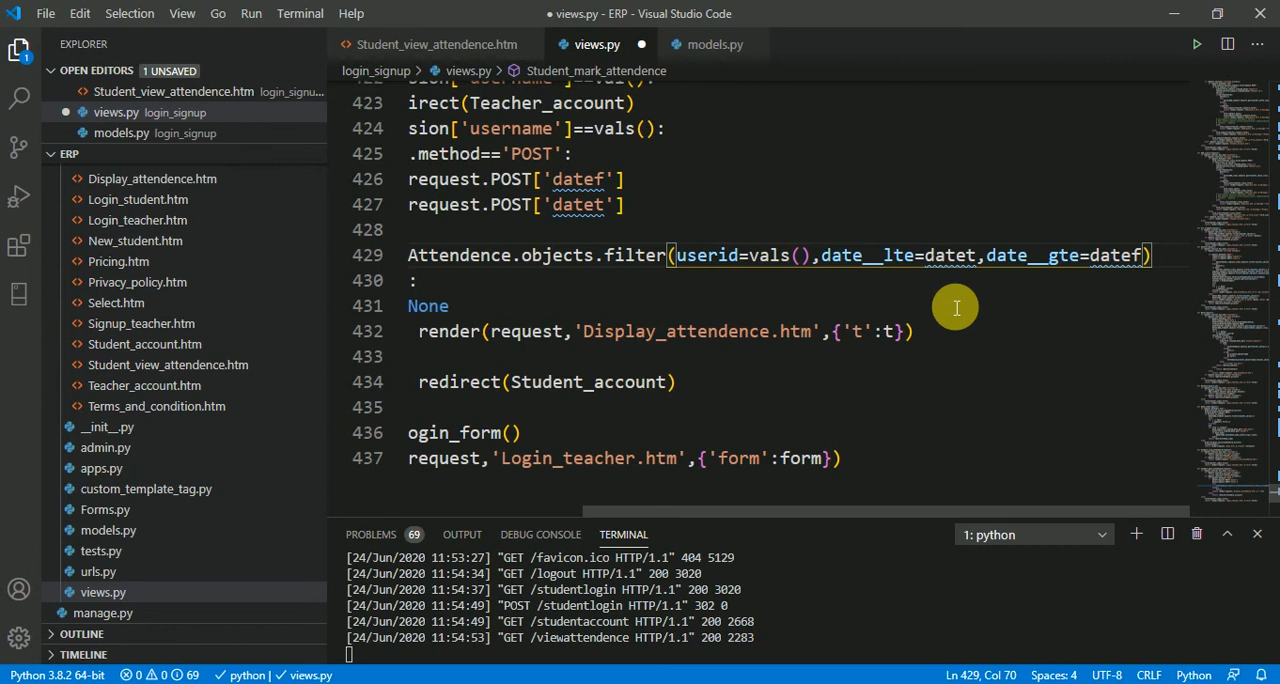 File Edit Selection View Go Run Terminal Help
● views.py - ERP - Visual Studio Code
EXPLORER
Student_view_attendence.htm views.py ● models.py
OPEN EDITORS 1 UNSAVED
login_signup > views.py > Student_mark_attendence
Student_view_attendence.htm login_signu...
● views.py login_signup
models.py login_signup
ERP
Display_attendence.htm
Login_student.htm
Login_teacher.htm
New_student.htm
Pricing.htm
Privacy_policy.htm
Select.htm
Signup_teacher.htm
Student_account.htm
Student_view_attendence.htm
Teacher_account.htm
Terms_and_condition.htm
__init__.py
admin.py
apps.py
custom_template_tag.py
Forms.py
models.py
tests.py
urls.py
views.py
manage.py
OUTLINE
TIMELINE
422 sion['username']==vals():
423 irect(Teacher_account)
424 sion['username']==vals():
425 .method=='POST':
426 request.POST['datef']
427 request.POST['datet']
428
429 Attendence.objects.filter(userid=vals(),date__lte=datet,date__gte=datef)
430 :
431 None
432 render(request,'Display_attendence.htm',{'t':t})
433
434 redirect(Student_account)
435
436 ogin_form()
437 request,'Login_teacher.htm',{'form':form})
PROBLEMS 69 OUTPUT DEBUG CONSOLE TERMINAL 1: python
[24/Jun/2020 11:53:27] "GET /favicon.ico HTTP/1.1" 404 5129
[24/Jun/2020 11:54:34] "GET /logout HTTP/1.1" 200 3020
[24/Jun/2020 11:54:37] "GET /studentlogin HTTP/1.1" 200 3020
[24/Jun/2020 11:54:49] "POST /studentlogin HTTP/1.1" 302 0
[24/Jun/2020 11:54:49] "GET /studentaccount HTTP/1.1" 200 2668
[24/Jun/2020 11:54:53] "GET /viewattendence HTTP/1.1" 200 2283
Python 3.8.2 64-bit 0 0 69 python | views.py Ln 429, Col 70 Spaces: 4 UTF-8 CRLF Python